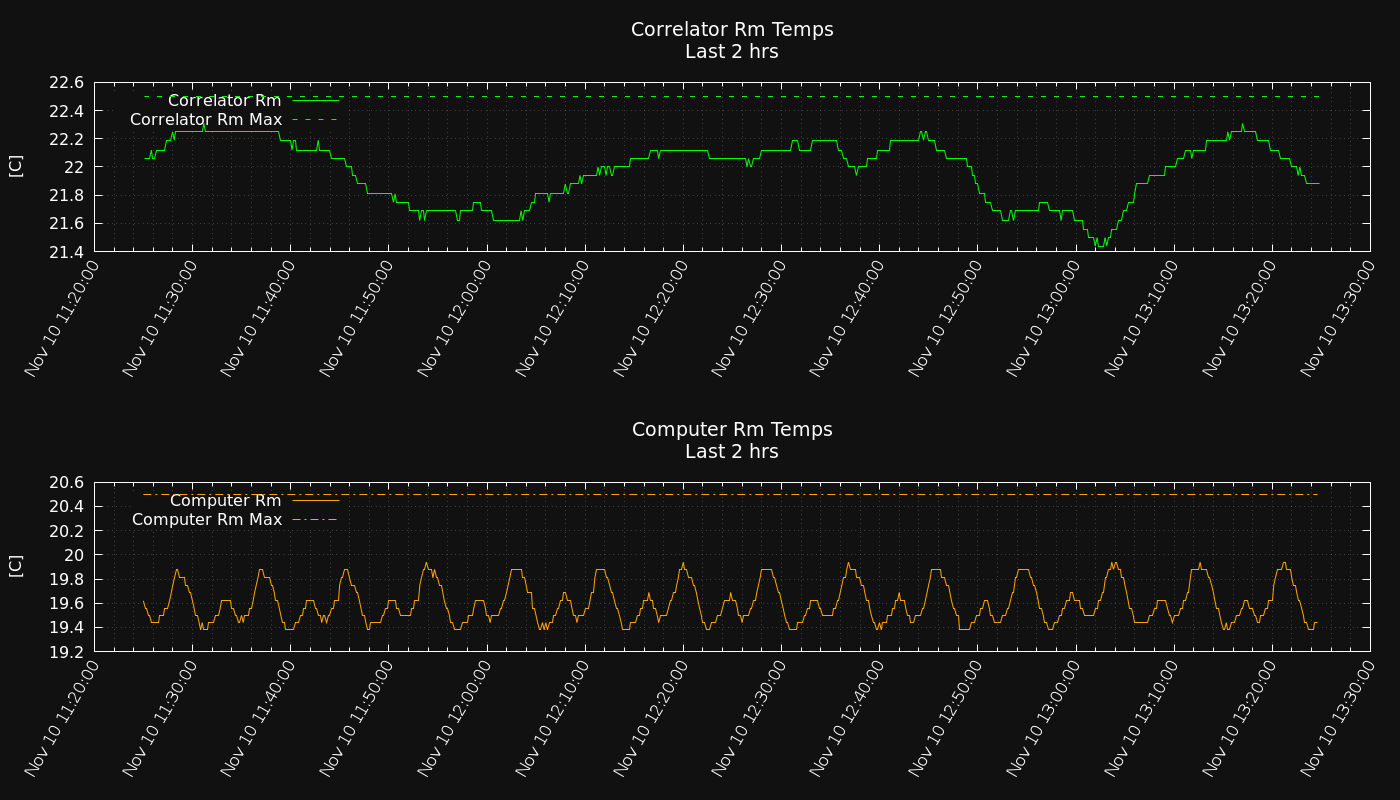 Correlator Rm Temps
Last 2 hrs
22.6
22.4
22.2
22
21.8
21.6
21.4
[C]
Correlator Rm
Correlator Rm Max
Nov 10 11:20:00
Nov 10 11:30:00
Nov 10 11:40:00
Nov 10 11:50:00
Nov 10 12:00:00
Nov 10 12:10:00
Nov 10 12:20:00
Nov 10 12:30:00
Nov 10 12:40:00
Nov 10 12:50:00
Nov 10 13:00:00
Nov 10 13:10:00
Nov 10 13:20:00
Nov 10 13:30:00
Computer Rm Temps
Last 2 hrs
20.6
20.4
20.2
20
19.8
19.6
19.4
19.2
[C]
Computer Rm
Computer Rm Max
Nov 10 11:20:00
Nov 10 11:30:00
Nov 10 11:40:00
Nov 10 11:50:00
Nov 10 12:00:00
Nov 10 12:10:00
Nov 10 12:20:00
Nov 10 12:30:00
Nov 10 12:40:00
Nov 10 12:50:00
Nov 10 13:00:00
Nov 10 13:10:00
Nov 10 13:20:00
Nov 10 13:30:00